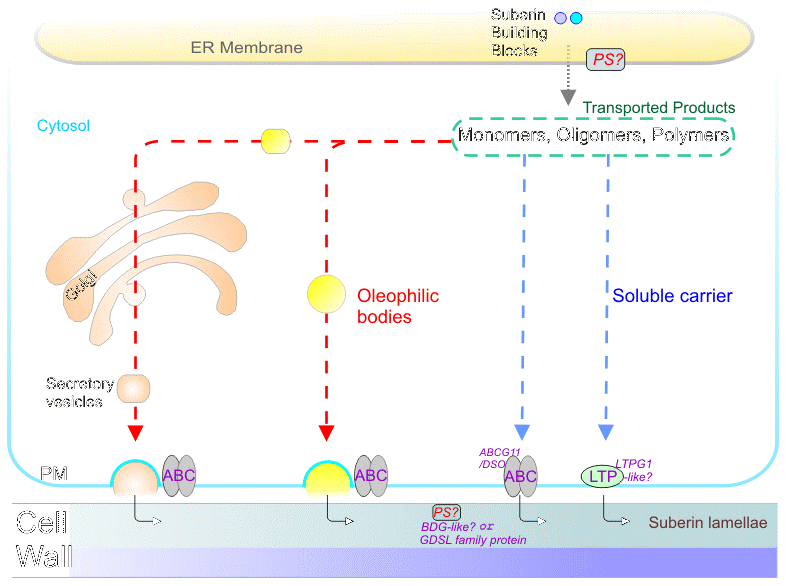 Suberin
Building
Blocks
ER Membrane
PS?
Transported Products
Cytosol
Monomers, Oligomers, Polymers
Golgi
Oleophilic
bodies
Soluble carrier
Secretory
vesicles
ABCG11
/DSO
LTPG1
-like?
PM
ABC
ABC
ABC
LTP
Cell
Wall
PS?
BDG-like? or
GDSL family protein
Suberin lamellae